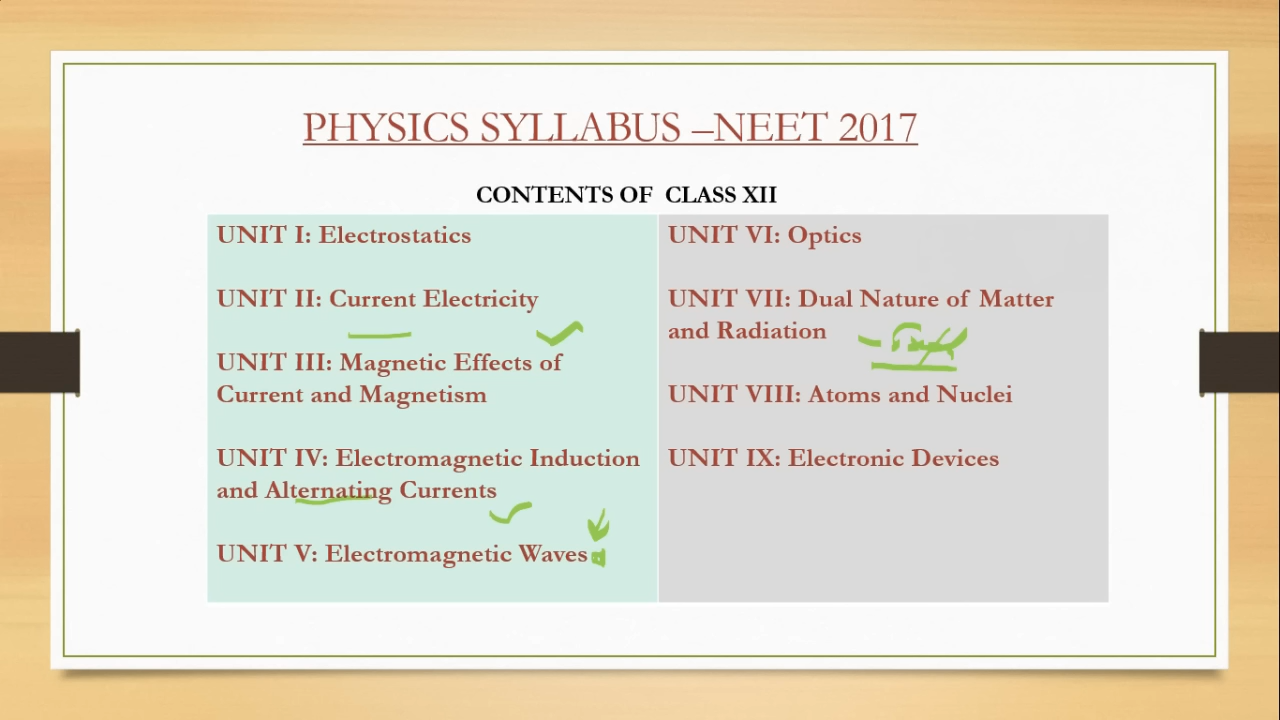 PHYSICS SYLLABUS –NEET 2017
CONTENTS OF CLASS XII
UNIT I: Electrostatics
UNIT II: Current Electricity
UNIT III: Magnetic Effects of
Current and Magnetism
UNIT IV: Electromagnetic Induction
and Alternating Currents
UNIT V: Electromagnetic Waves
UNIT VI: Optics
UNIT VII: Dual Nature of Matter
and Radiation
UNIT VIII: Atoms and Nuclei
UNIT IX: Electronic Devices